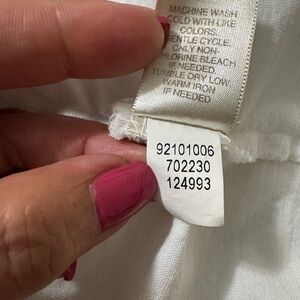 MACHINE WASH
COLD WITH LIKE
COLORS.
GENTLE CYCLE.
ONLY NON-
CHLORINE BLEACH
IF NEEDED.
TUMBLE DRY LOW
WARM IRON
IF NEEDED
92101006
702230
124993